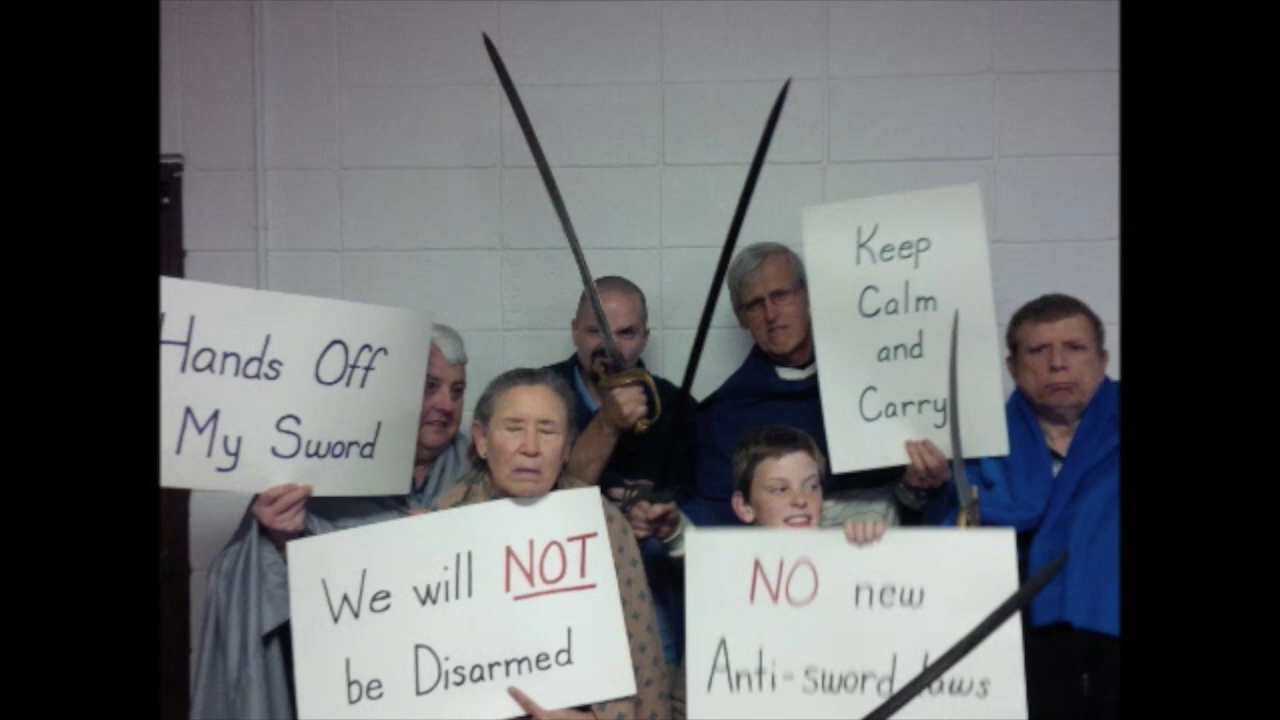 Hands Off
My Sword
We will NOT
be Disarmed
Keep
Calm
and
Carry
NO new
Anti-sword Laws